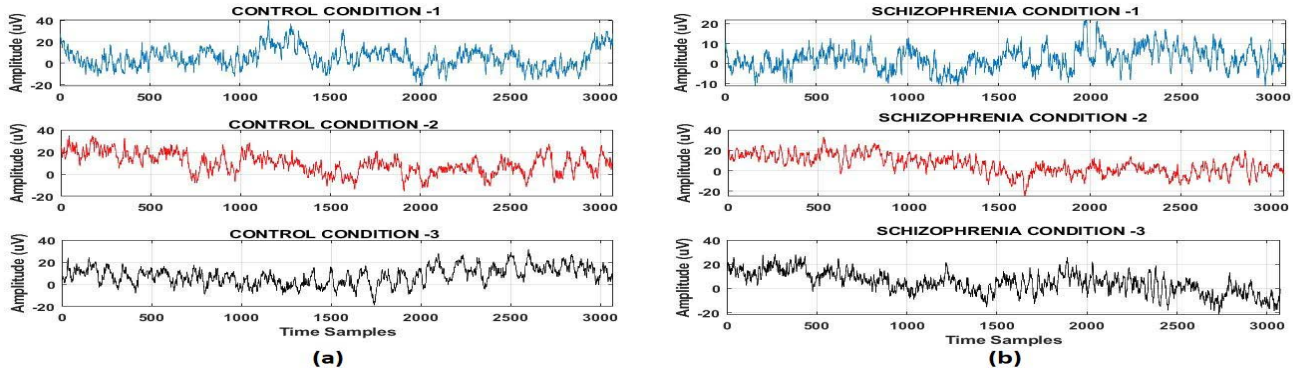 CONTROL CONDITION -1
Amplitude (uV)
40
20
0
-20
0 500 1000 1500 2000 2500 3000
CONTROL CONDITION -2
Amplitude (uV)
40
20
0
-20
0 500 1000 1500 2000 2500 3000
CONTROL CONDITION -3
Amplitude (uV)
40
20
0
-20
0 500 1000 1500 2000 2500 3000
Time Samples
(a)
SCHIZOPHRENIA CONDITION -1
Amplitude (uV)
20
10
0
-10
0 500 1000 1500 2000 2500 3000
SCHIZOPHRENIA CONDITION -2
Amplitude (uV)
40
20
0
-20
0 500 1000 1500 2000 2500 3000
SCHIZOPHRENIA CONDITION -3
Amplitude (uV)
40
20
0
-20
0 500 1000 1500 2000 2500 3000
Time Samples
(b)